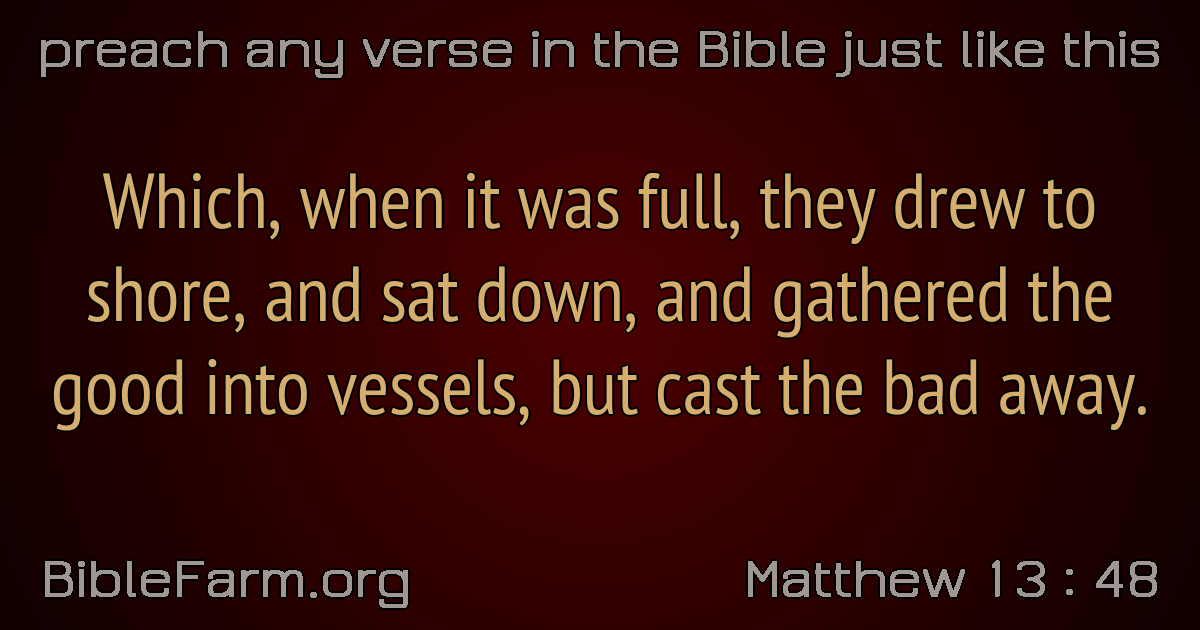 preach any verse in the Bible just like this
Which, when it was full, they drew to
shore, and sat down, and gathered the
good into vessels, but cast the bad away.
BibleFarm.org
Matthew 13 : 48